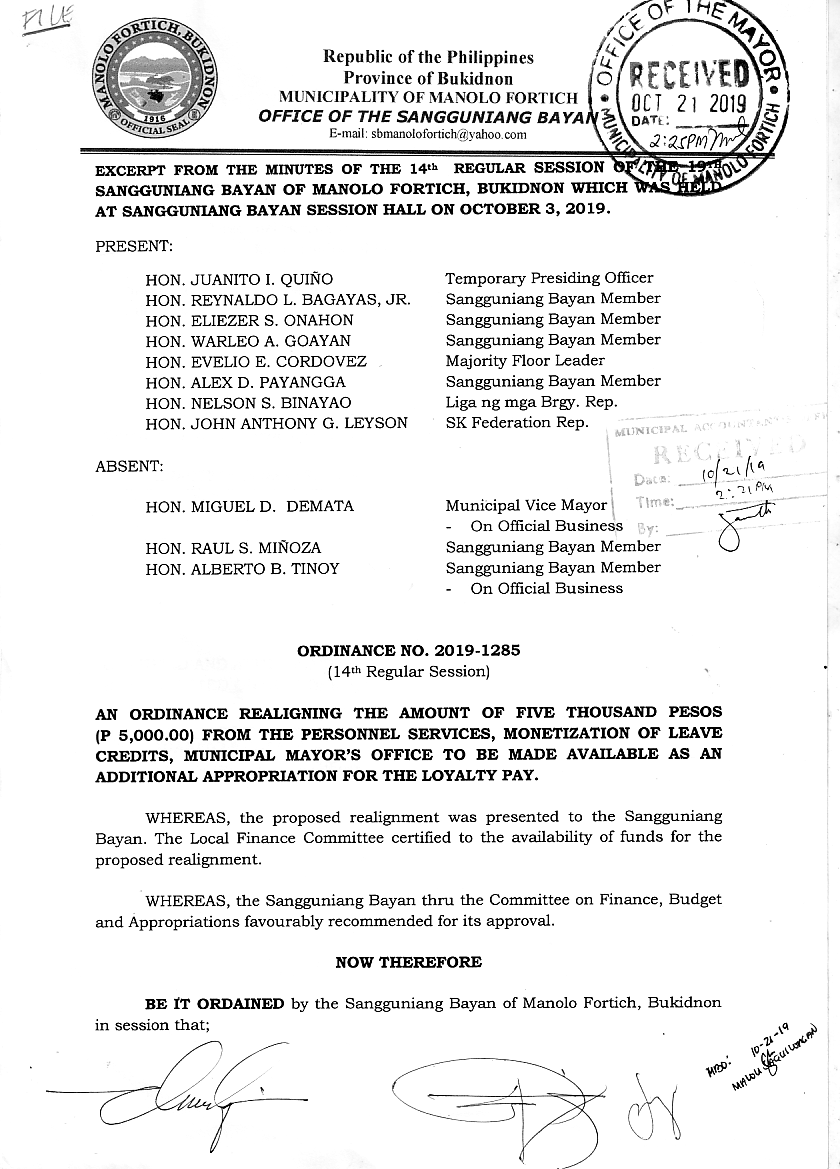 FILE
MANOLO FORTICH, BUKIDNON
1916
OFFICIAL SEAL
Republic of the Philippines
Province of Bukidnon
MUNICIPALITY OF MANOLO FORTICH
OFFICE OF THE SANGGUNIANG BAYAN
E-mail: sbmanolofortich@yahoo.com
OFFICE OF THE MAYOR
RECEIVED
OCT 21 2019
DATE:
2:25PM
MUNICIPALITY OF MANOLO FORTICH
EXCERPT FROM THE MINUTES OF THE 14th REGULAR SESSION OF THE 19TH
SANGGUNIANG BAYAN OF MANOLO FORTICH, BUKIDNON WHICH WAS HELD
AT SANGGUNIANG BAYAN SESSION HALL ON OCTOBER 3, 2019.
PRESENT:
HON. JUANITO I. QUIÑO Temporary Presiding Officer
HON. REYNALDO L. BAGAYAS, JR. Sangguniang Bayan Member
HON. ELIEZER S. ONAHON Sangguniang Bayan Member
HON. WARLEO A. GOAYAN Sangguniang Bayan Member
HON. EVELIO E. CORDOVEZ Majority Floor Leader
HON. ALEX D. PAYANGGA Sangguniang Bayan Member
HON. NELSON S. BINAYAO Liga ng mga Brgy. Rep.
HON. JOHN ANTHONY G. LEYSON SK Federation Rep.
MUNICIPAL
RECEIVED
Date: 10/21/19
Time: 2:21PM
By:
ABSENT:
HON. MIGUEL D. DEMATA Municipal Vice Mayor
- On Official Business
HON. RAUL S. MIÑOZA Sangguniang Bayan Member
HON. ALBERTO B. TINOY Sangguniang Bayan Member
- On Official Business
ORDINANCE NO. 2019-1285
(14th Regular Session)
AN ORDINANCE REALIGNING THE AMOUNT OF FIVE THOUSAND PESOS
(P 5,000.00) FROM THE PERSONNEL SERVICES, MONETIZATION OF LEAVE
CREDITS, MUNICIPAL MAYOR'S OFFICE TO BE MADE AVAILABLE AS AN
ADDITIONAL APPROPRIATION FOR THE LOYALTY PAY.
WHEREAS, the proposed realignment was presented to the Sangguniang
Bayan. The Local Finance Committee certified to the availability of funds for the
proposed realignment.
WHEREAS, the Sangguniang Bayan thru the Committee on Finance, Budget
and Appropriations favourably recommended for its approval.
NOW THEREFORE
BE IT ORDAINED by the Sangguniang Bayan of Manolo Fortich, Bukidnon
in session that;
MBO: 10-21-19
MALOU